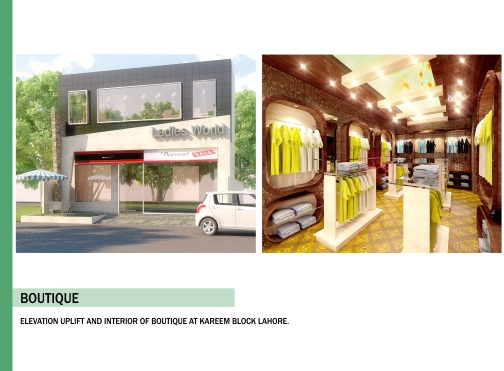 Ladies World
BOUTIQUE
ELEVATION UPLIFT AND INTERIOR OF BOUTIQUE AT KAREEM BLOCK LAHORE.